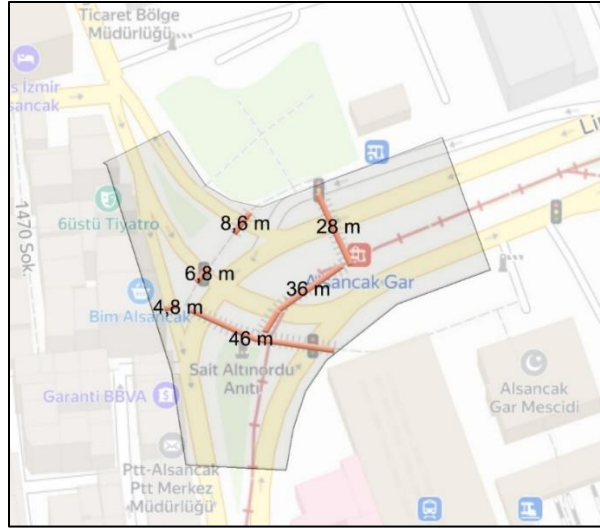 Ticaret Bölge
Müdürlüğü
s İzmir
sancak
1470 Sok.
6üstü Tiyatro
8,6 m
28 m
6,8 m
36 m
Alsancak Gar
4,8 m
Bim Alsancak
46 m
Sait Altınordu
Anıtı
Garanti BBVA
Alsancak
Gar Mescidi
Ptt-Alsancak
Ptt Merkez
Müdürlüğü